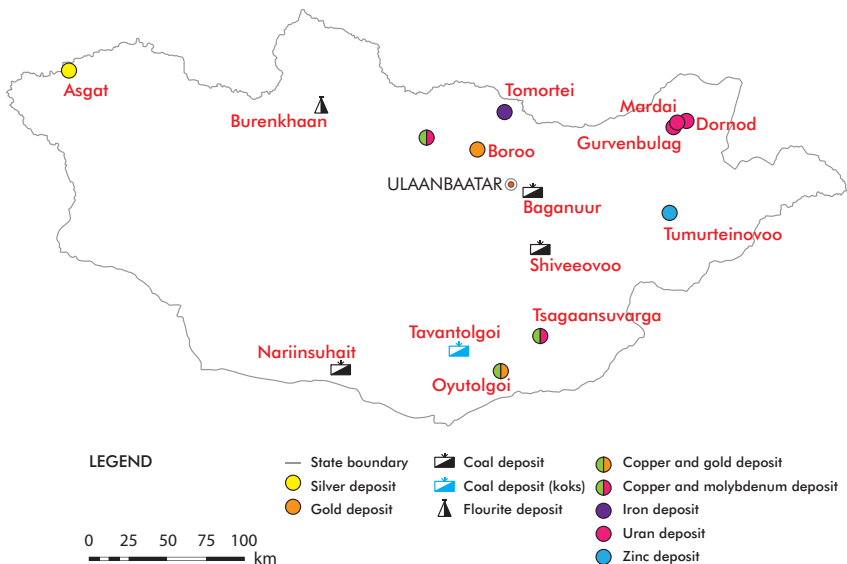 Asgat
Burenkhaan
Tomortei
Mardai
Dornod
Gurvenbulag
Boroo
ULAANBAATAR
Baganuur
Tumurteinovoo
Shiveeovoo
Tsagaansuvarga
Tavantolgoi
Nariinsuhait
Oyutolgoi
LEGEND
State boundary
Silver deposit
Gold deposit
Coal deposit
Coal deposit (koks)
Flourite deposit
Copper and gold deposit
Copper and molybdenum deposit
Iron deposit
Uran deposit
Zinc deposit
0 25 50 75 100
km